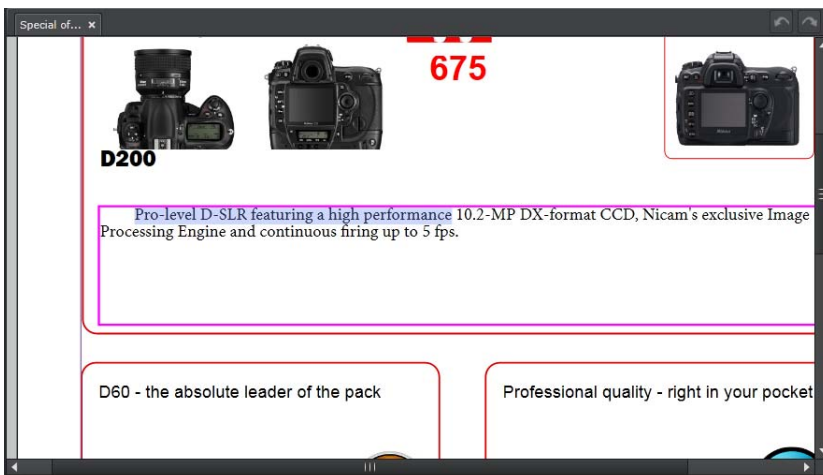 Special of... ×
675
D200
Pro-level D-SLR featuring a high performance 10.2-MP DX-format CCD, Nicam's exclusive Image
Processing Engine and continuous firing up to 5 fps.
D60 - the absolute leader of the pack
Professional quality - right in your pocket